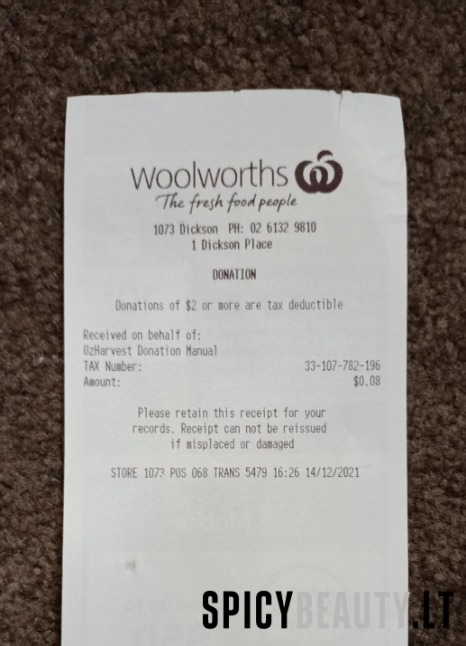 woolworths
The fresh food people
1073 Dickson PH: 02 6132 9810
1 Dickson Place
DONATION
Donations of $2 or more are tax deductible
Received on behalf of:
OzHarvest Donation Manual
TAX Number: 33-107-782-196
Amount: $0.08
Please retain this receipt for your
records. Receipt can not be reissued
if misplaced or damaged
STORE 1073 POS 068 TRANS 5479 16:26 14/12/2021
SPICYBEAUTY.LT